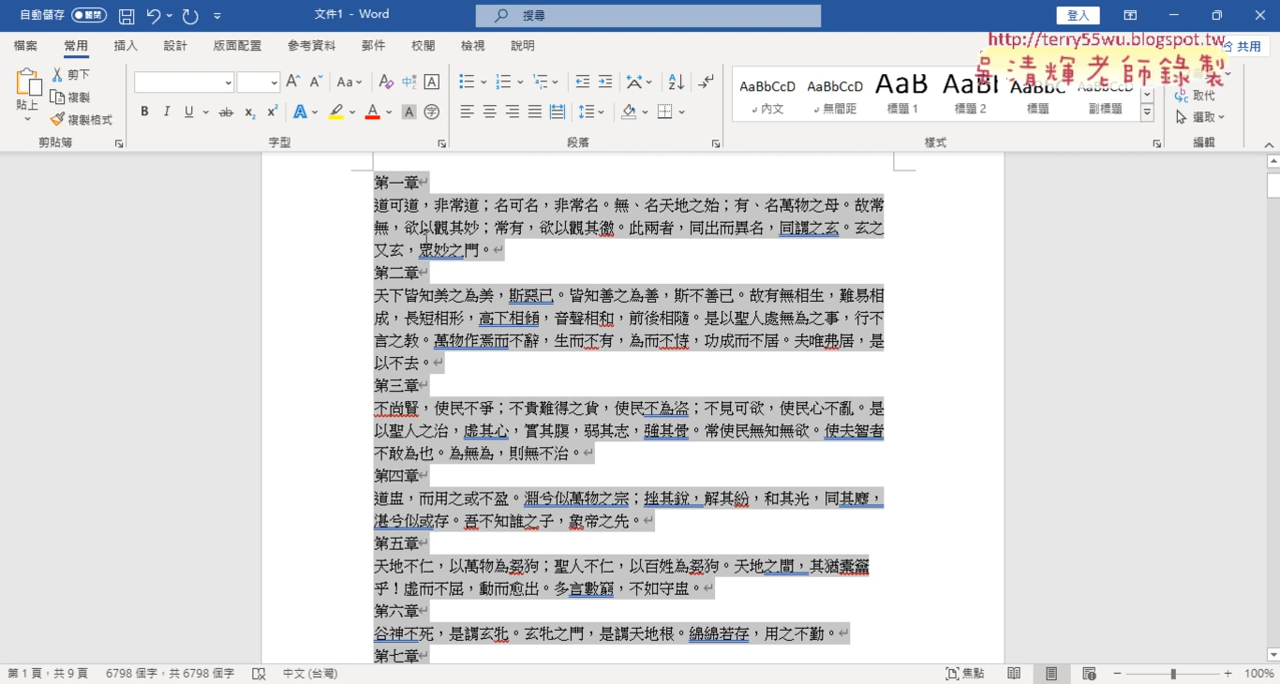 自動儲存 關閉 文件1 - Word 搜尋 登入
http://terry55wu.blogspot.tw
吳清輝老師錄製
檔案 常用 插入 設計 版面配置 參考資料 郵件 校閱 檢視 說明 共用
貼上 剪下 複製 複製格式
AaBbCcD AaBbCcD AaB AaBl AaBbC AaBbCcD
內文 無間距 標題 1 標題 2 標題 副標題
取代
選取
剪貼簿 字型 段落 樣式 編輯
第一章
道可道，非常道；名可名，非常名。無、名天地之始；有、名萬物之母。故常
無，欲以觀其妙；常有，欲以觀其徼。此兩者，同出而異名，同謂之玄。玄之
又玄，眾妙之門。
第二章
天下皆知美之為美，斯惡已。皆知善之為善，斯不善已。故有無相生，難易相
成，長短相形，高下相傾，音聲相和，前後相隨。是以聖人處無為之事，行不
言之教。萬物作焉而不辭，生而不有，為而不恃，功成而不居。夫唯弗居，是
以不去。
第三章
不尚賢，使民不爭；不貴難得之貨，使民不為盜；不見可欲，使民心不亂。是
以聖人之治，虛其心，實其腹，弱其志，強其骨。常使民無知無欲。使夫智者
不敢為也。為無為，則無不治。
第四章
道盅，而用之或不盈。淵兮似萬物之宗；挫其銳，解其紛，和其光，同其塵，
湛兮似或存。吾不知誰之子，象帝之先。
第五章
天地不仁，以萬物為芻狗；聖人不仁，以百姓為芻狗。天地之間，其猶橐籥
乎！虛而不屈，動而愈出。多言數窮，不如守盅。
第六章
谷神不死，是謂玄牝。玄牝之門，是謂天地根。綿綿若存，用之不勤。
第七章
第 1 頁，共 9 頁 6798 個字，共 6798 個字 中文 (台灣) 焦點 100%